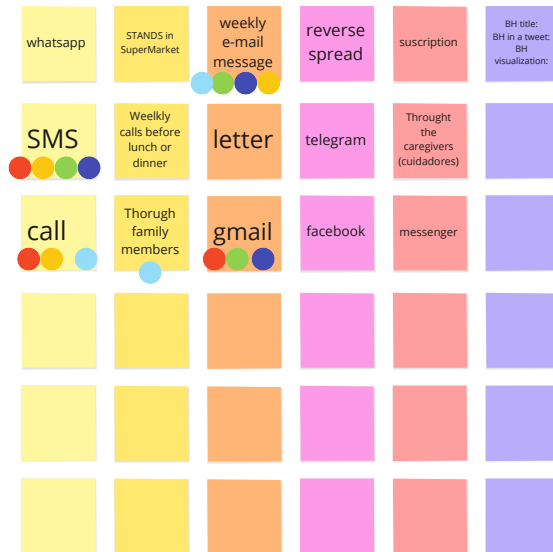 whatsapp
STANDS in
SuperMarket
weekly
e-mail
message
reverse
spread
suscription
BH title:
BH in a tweet:
BH
visualization:
SMS
Weekly
calls before
lunch or
dinner
letter
telegram
Throught
the
caregivers
(cuidadores)
call
Thorugh
family
members
gmail
facebook
messenger